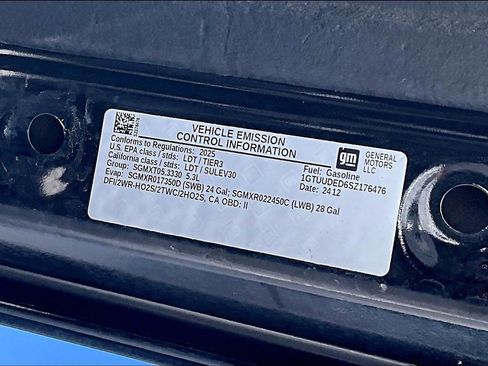 VEHICLE EMISSION
CONTROL INFORMATION
Conforms to Regulations: 2025
U.S. EPA class / stds: LDT / TIER3
California class / stds: LDT / SULEV30
Group: SGMXT05.3330 5.3L
Evap: SGMXR017350D (SWB) 24 Gal; SGMXR022450C (LWB) 28 Gal
DFI/2WR-HO2S/2TWC/2HO2S, CA OBD; II
gm
GENERAL
MOTORS
LLC
Fuel: Gasoline
1GTUUDED6SZ176476
Date: 2412